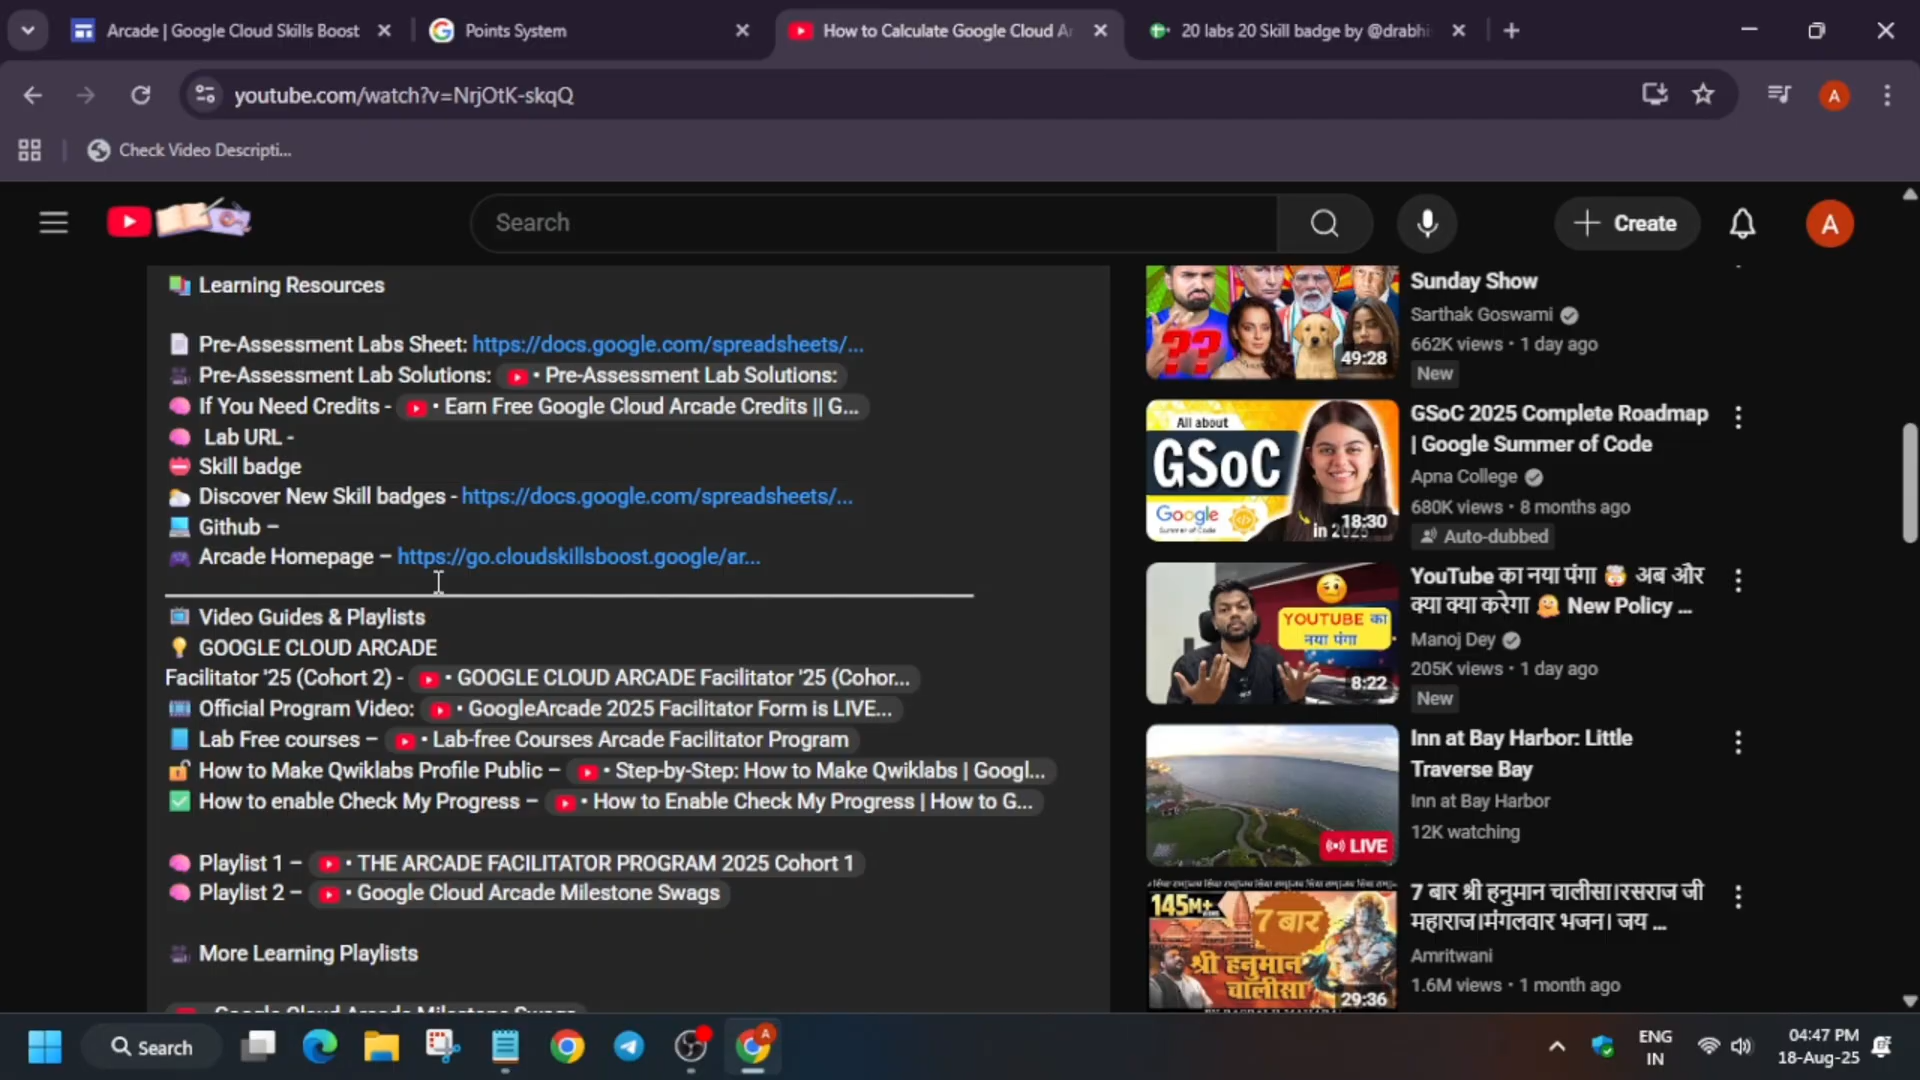 Arcade | Google Cloud Skills Boost
Points System
How to Calculate Google Cloud Ar
20 labs 20 Skill badge by @drabhi
youtube.com/watch?v=NrjOtK-skqQ
A
Check Video Descripti...
Search
Create
A
Learning Resources
Pre-Assessment Labs Sheet: https://docs.google.com/spreadsheets/...
Pre-Assessment Lab Solutions: • Pre-Assessment Lab Solutions:
If You Need Credits - • Earn Free Google Cloud Arcade Credits || G...
Lab URL -
Skill badge
Discover New Skill badges - https://docs.google.com/spreadsheets/...
Github –
Arcade Homepage – https://go.cloudskillsboost.google/ar...
Video Guides & Playlists
GOOGLE CLOUD ARCADE
Facilitator '25 (Cohort 2) - • GOOGLE CLOUD ARCADE Facilitator '25 (Cohor...
Official Program Video: • GoogleArcade 2025 Facilitator Form is LIVE...
Lab Free courses – • Lab-free Courses Arcade Facilitator Program
How to Make Qwiklabs Profile Public – • Step-by-Step: How to Make Qwiklabs | Googl...
How to enable Check My Progress – • How to Enable Check My Progress | How to G...
Playlist 1 – • THE ARCADE FACILITATOR PROGRAM 2025 Cohort 1
Playlist 2 – • Google Cloud Arcade Milestone Swags
More Learning Playlists
Google Cloud Arcade Milestone Swags
??
49:28
Sunday Show
Sarthak Goswami
662K views • 1 day ago
New
All about
GSoC
Google
in 2025
18:30
GSoC 2025 Complete Roadmap
| Google Summer of Code
Apna College
680K views • 8 months ago
Auto-dubbed
YOUTUBE का
नया पंगा
8:22
YouTube का नया पंगा 🤯 अब और
क्या क्या करेगा 🤗 New Policy ...
Manoj Dey
205K views • 1 day ago
New
LIVE
Inn at Bay Harbor: Little
Traverse Bay
Inn at Bay Harbor
12K watching
145M+
7 बार
श्री हनुमान चालीसा
29:36
7 बार श्री हनुमान चालीसा।रसराज जी
महाराज।मंगलवार भजन। जय ...
Amritwani
1.6M views • 1 month ago
Search
A
ENG
IN
04:47 PM
18-Aug-25